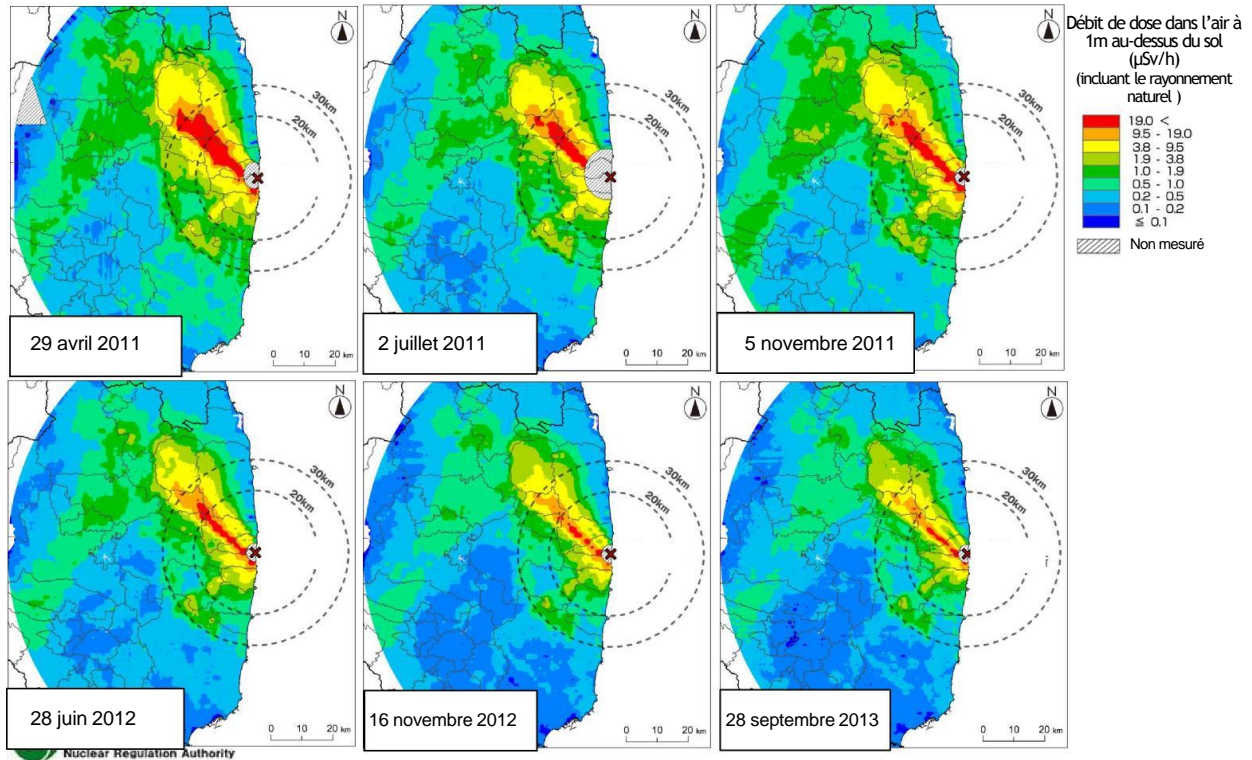 N
30km
20km
29 avril 2011
0 10 20 km
N
30km
20km
2 juillet 2011
0 10 20 km
N
30km
20km
5 novembre 2011
0 10 20 km
Débit de dose dans l'air à
1m au-dessus du sol
(µSv/h)
(incluant le rayonnement
naturel )
19.0 <
9.5 - 19.0
3.8 - 9.5
1.9 - 3.8
1.0 - 1.9
0.5 - 1.0
0.2 - 0.5
0.1 - 0.2
≦ 0.1
Non mesuré
N
30km
20km
28 juin 2012
0 10 20 km
N
30km
20km
16 novembre 2012
0 10 20 km
N
30km
20km
28 septembre 2013
0 10 20 km
Nuclear Regulation Authority